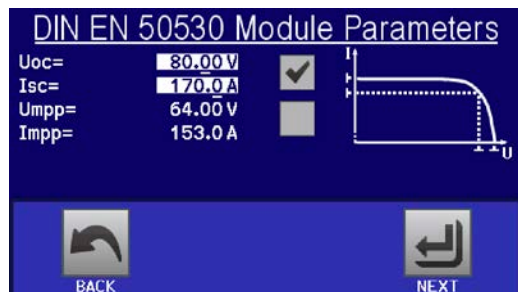 DIN EN 50530 Module Parameters
Uoc= 80.00 V
Isc= 170.0 A
Umpp= 64.00 V
Impp= 153.0 A
I
U
BACK
NEXT